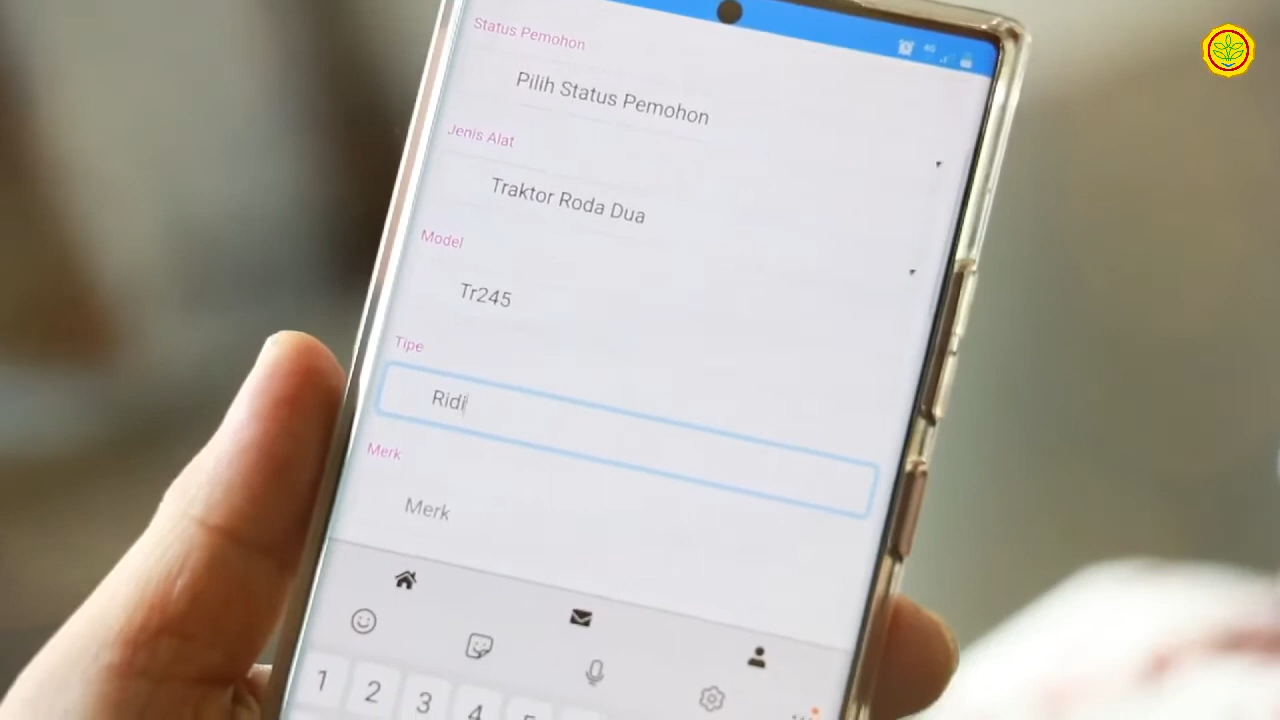 4G
Status Pemohon
Pilih Status Pemohon
Jenis Alat
Traktor Roda Dua
Model
Tr245
Tipe
Ridi
Merk
Merk
1 2 3 4